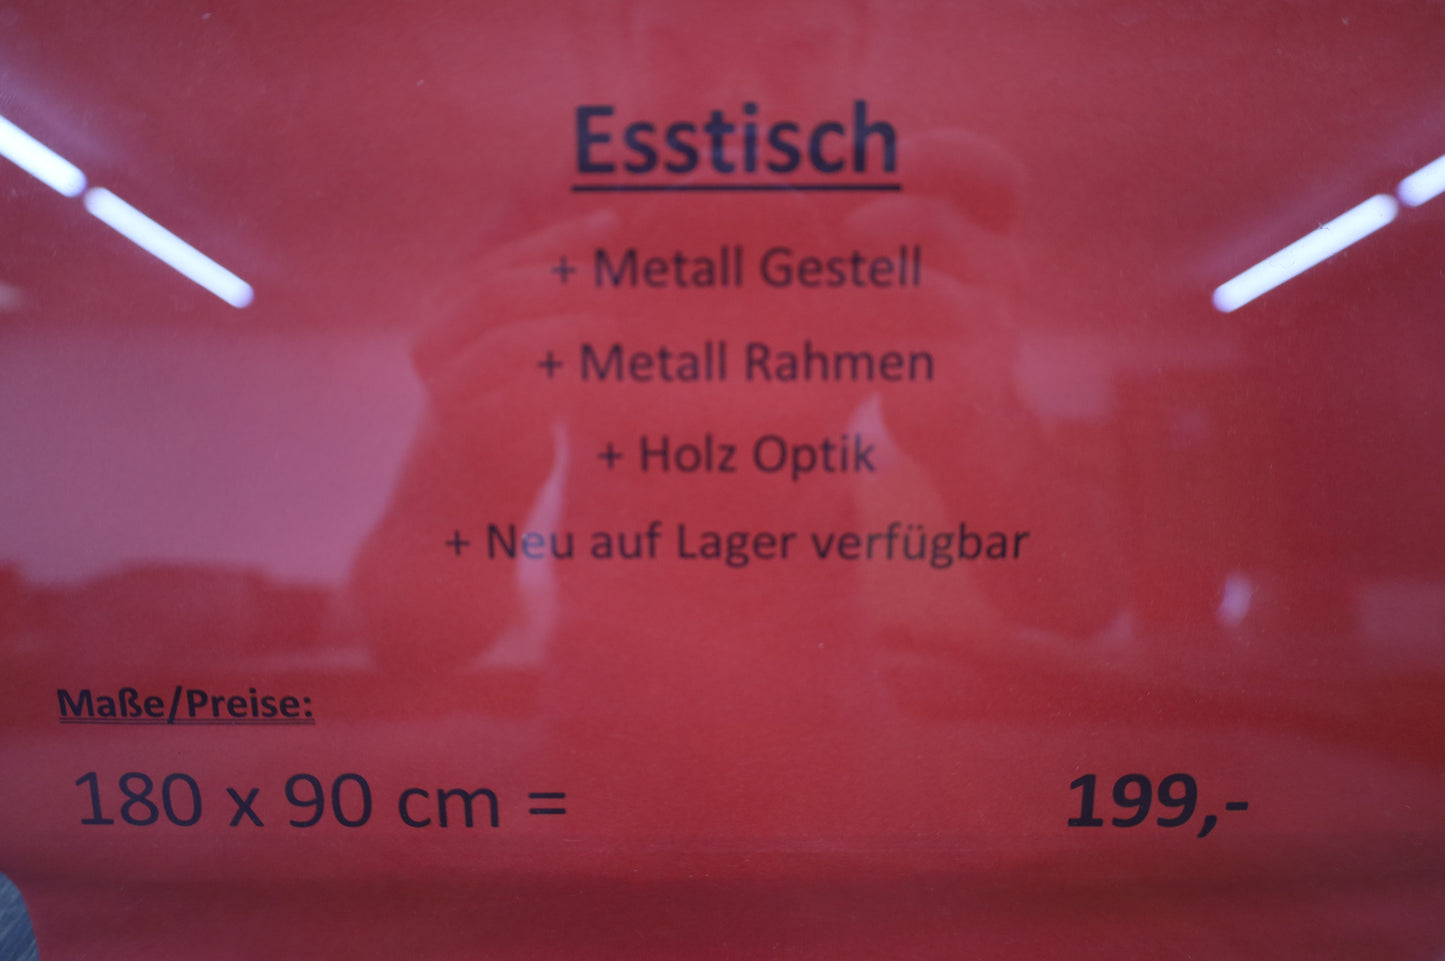 Esstisch
+ Metall Gestell
+ Metall Rahmen
+ Holz Optik
+ Neu auf Lager verfügbar
Maße/Preise:
180 x 90 cm = 199,-